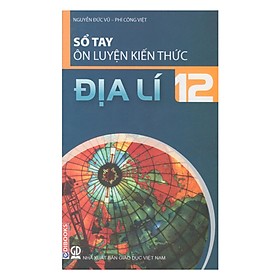 NGUYỄN ĐỨC VŨ – PHÍ CÔNG VIỆT
SỔ TAY
ÔN LUYỆN KIẾN THỨC
ĐỊA LÍ 12
EDIBOOKS
NHÀ XUẤT BẢN GIÁO DỤC VIỆT NAM